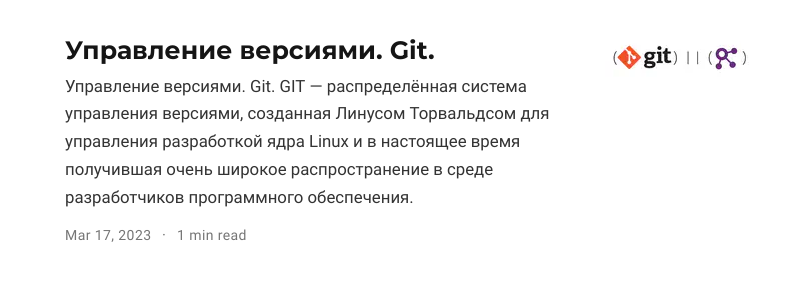 Управление версиями. Git.
(git) || ( )
Управление версиями. Git. GIT — распределённая система
управления версиями, созданная Линусом Торвальдсом для
управления разработкой ядра Linux и в настоящее время
получившая очень широкое распространение в среде
разработчиков программного обеспечения.
Mar 17, 2023 · 1 min read